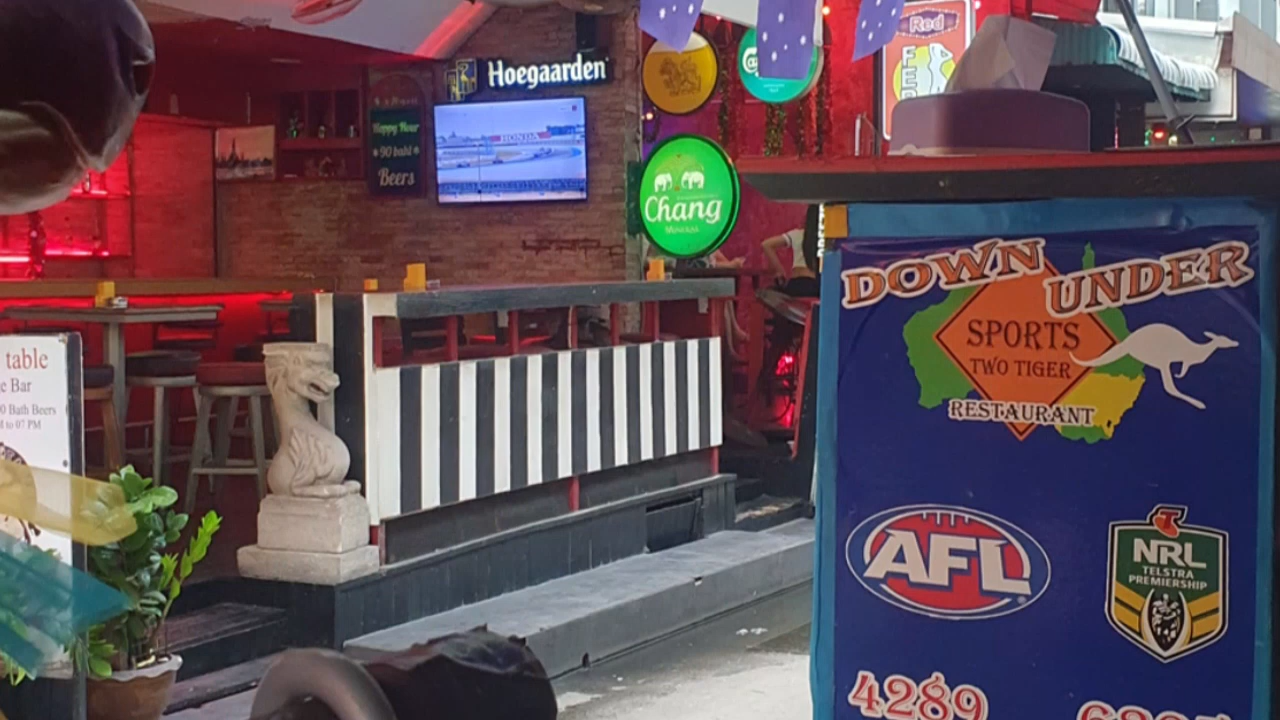 Hoegaarden
HONDA
Happy Hour
90 baht
Beers
Chang
Red
table
e Bar
0 Bath Beers
to 07 PM
DOWN UNDER
SPORTS
TWO TIGER
RESTAURANT
AFL
NRL
TELSTRA
PREMIERSHIP
4289